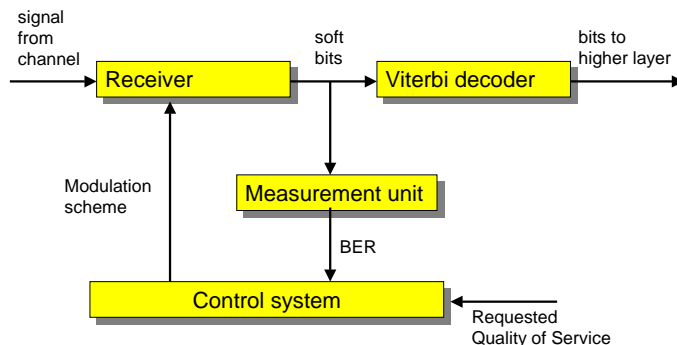 signal
from
channel
soft
bits
bits to
higher layer
Receiver
Viterbi decoder
Modulation
scheme
Measurement unit
BER
Control system
Requested
Quality of Service